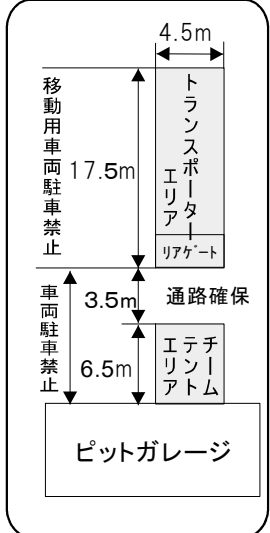 4.5m
移動用車両駐車禁止
17.5m
トランスポーター
エリア
リアゲート
車両駐車禁止
3.5m
通路確保
6.5m
チーム
テント
エリア
ピットガレージ